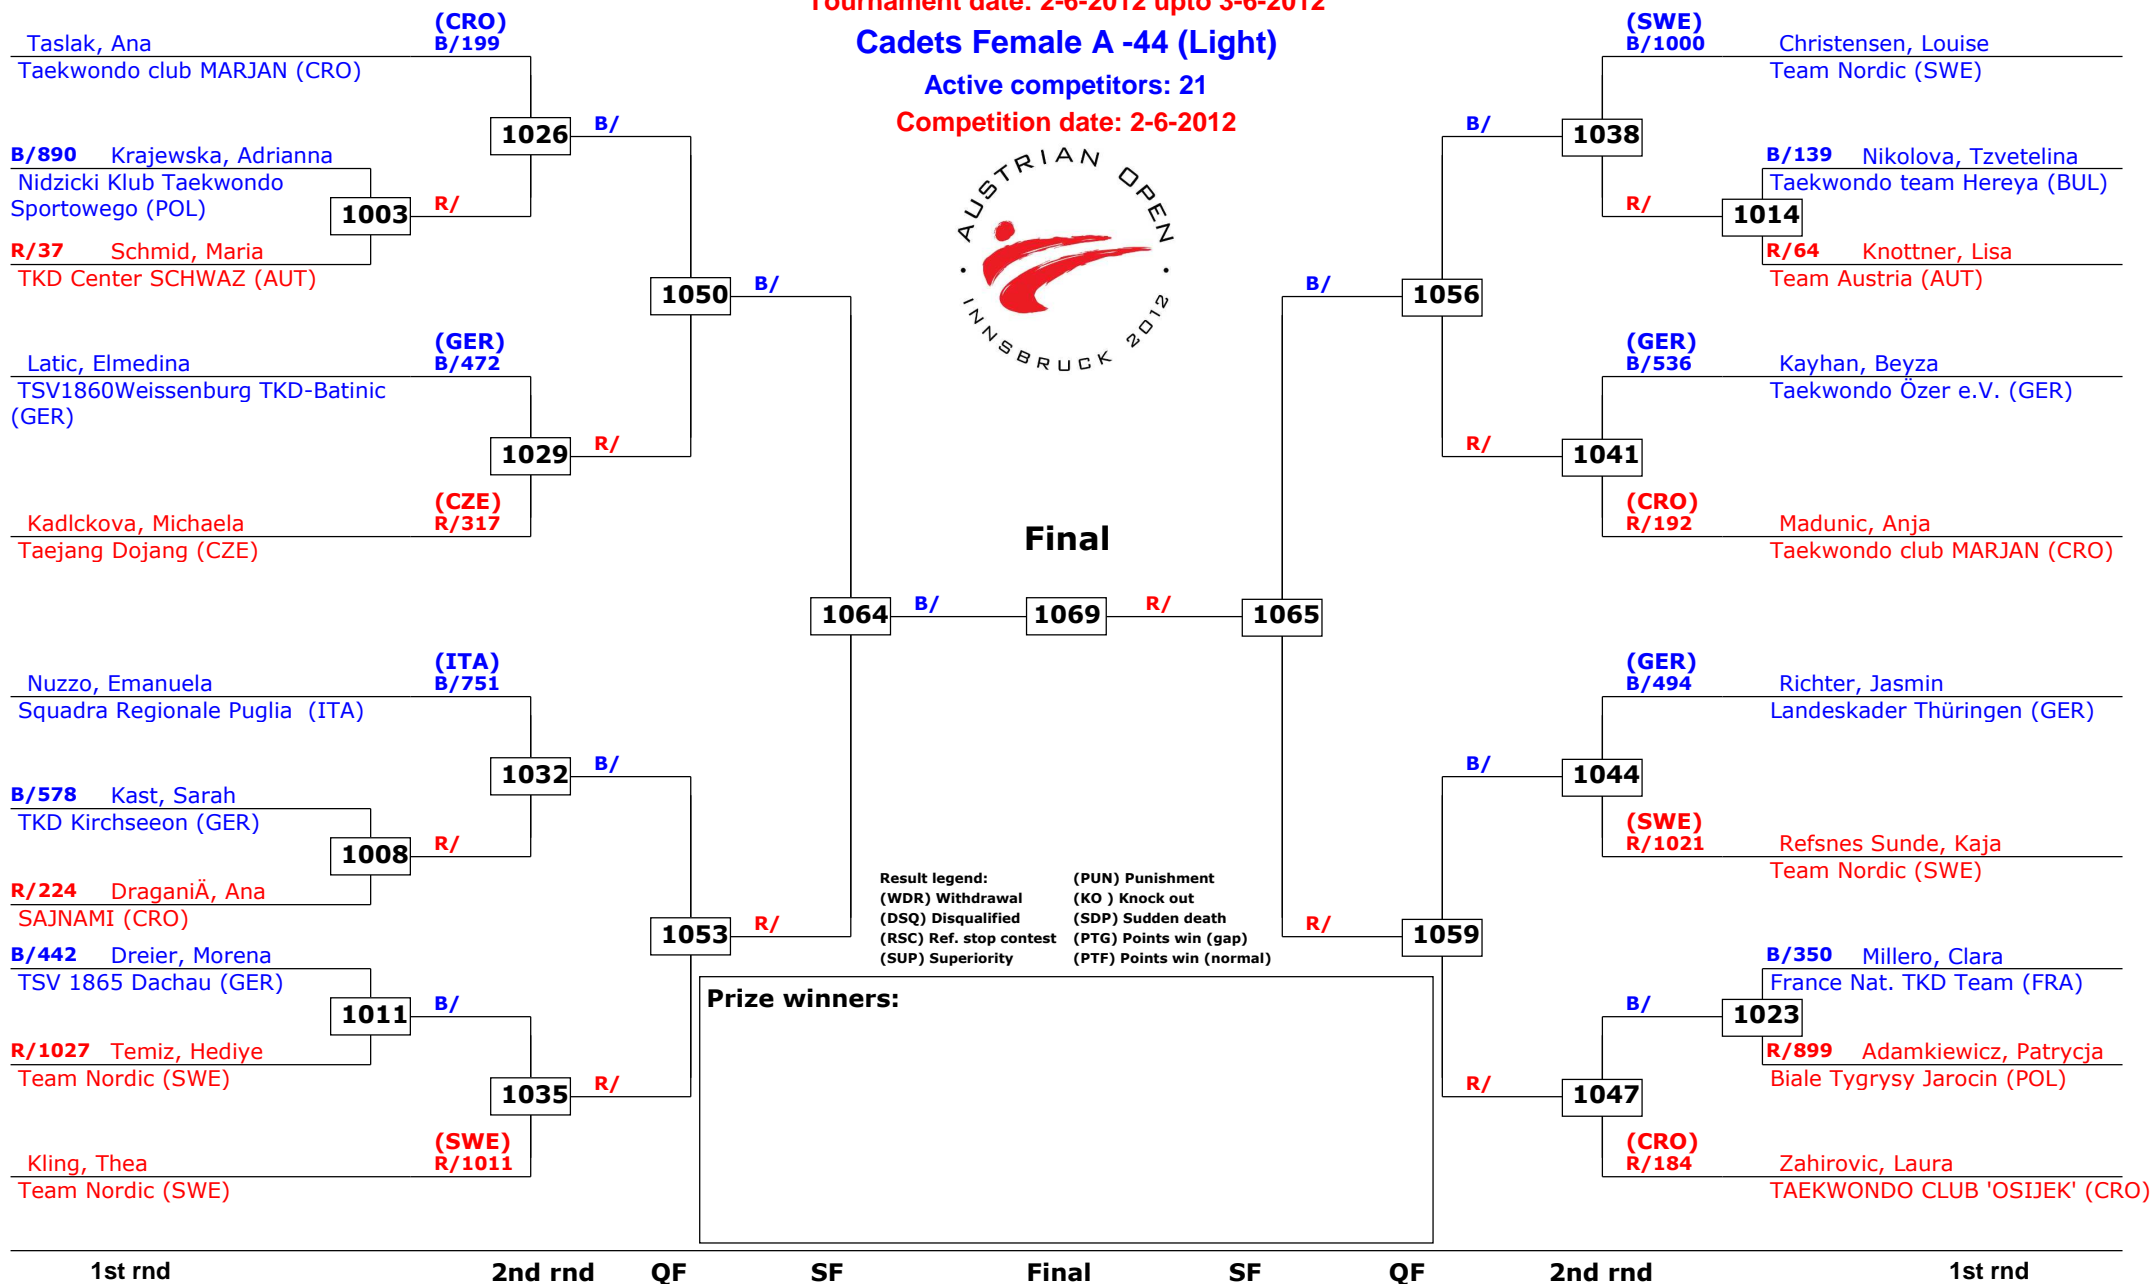 Tournament date: 2-6-2012 upto 3-6-2012
Cadets Female A -44 (Light)
Active competitors: 21
Competition date: 2-6-2012
AUSTRIAN OPEN
· INNSBRUCK 2012 ·
(CRO)
Taslak, Ana B/199
Taekwondo club MARJAN (CRO)
1026 B/
B/890 Krajewska, Adrianna
Nidzicki Klub Taekwondo
Sportowego (POL)
1003 R/
R/37 Schmid, Maria
TKD Center SCHWAZ (AUT)
1050 B/
(GER)
Latic, Elmedina B/472
TSV1860Weissenburg TKD-Batinic
(GER)
1029 R/
(CZE)
Kadlckova, Michaela R/317
Taejang Dojang (CZE)
(ITA)
Nuzzo, Emanuela B/751
Squadra Regionale Puglia (ITA)
1032 B/
B/578 Kast, Sarah
TKD Kirchseeon (GER)
1008 R/
R/224 DraganiÄ, Ana
SAJNAMI (CRO)
1053 R/
B/442 Dreier, Morena
TSV 1865 Dachau (GER)
1011 B/
R/1027 Temiz, Hediye
Team Nordic (SWE)
1035 R/
(SWE)
Kling, Thea R/1011
Team Nordic (SWE)
Final
1064 B/ 1069 R/ 1065
(SWE)
B/1000 Christensen, Louise
Team Nordic (SWE)
B/ 1038
B/139 Nikolova, Tzvetelina
Taekwondo team Hereya (BUL)
R/ 1014
R/64 Knottner, Lisa
Team Austria (AUT)
B/ 1056
(GER)
B/536 Kayhan, Beyza
Taekwondo Özer e.V. (GER)
R/ 1041
(CRO)
R/192 Madunic, Anja
Taekwondo club MARJAN (CRO)
(GER)
B/494 Richter, Jasmin
Landeskader Thüringen (GER)
B/ 1044
(SWE)
R/1021 Refsnes Sunde, Kaja
Team Nordic (SWE)
R/ 1059
B/350 Millero, Clara
France Nat. TKD Team (FRA)
B/ 1023
R/899 Adamkiewicz, Patrycja
Biale Tygrysy Jarocin (POL)
R/ 1047
(CRO)
R/184 Zahirovic, Laura
TAEKWONDO CLUB 'OSIJEK' (CRO)
Result legend: (PUN) Punishment
(WDR) Withdrawal (KO ) Knock out
(DSQ) Disqualified (SDP) Sudden death
(RSC) Ref. stop contest (PTG) Points win (gap)
(SUP) Superiority (PTF) Points win (normal)
Prize winners:
1st rnd 2nd rnd QF SF Final SF QF 2nd rnd 1st rnd